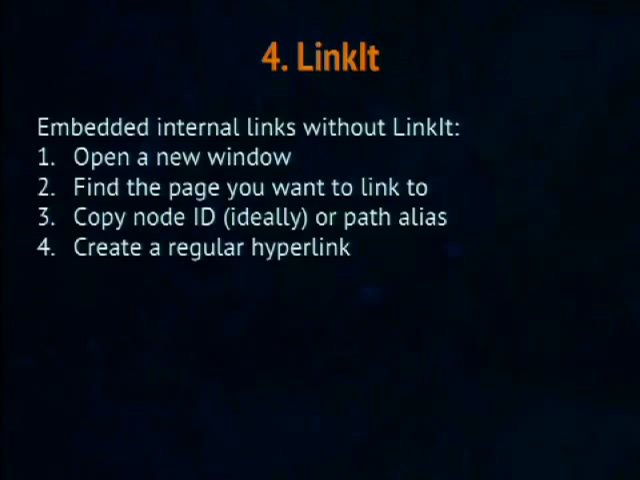 4. LinkIt
Embedded internal links without LinkIt:
1. Open a new window
2. Find the page you want to link to
3. Copy node ID (ideally) or path alias
4. Create a regular hyperlink